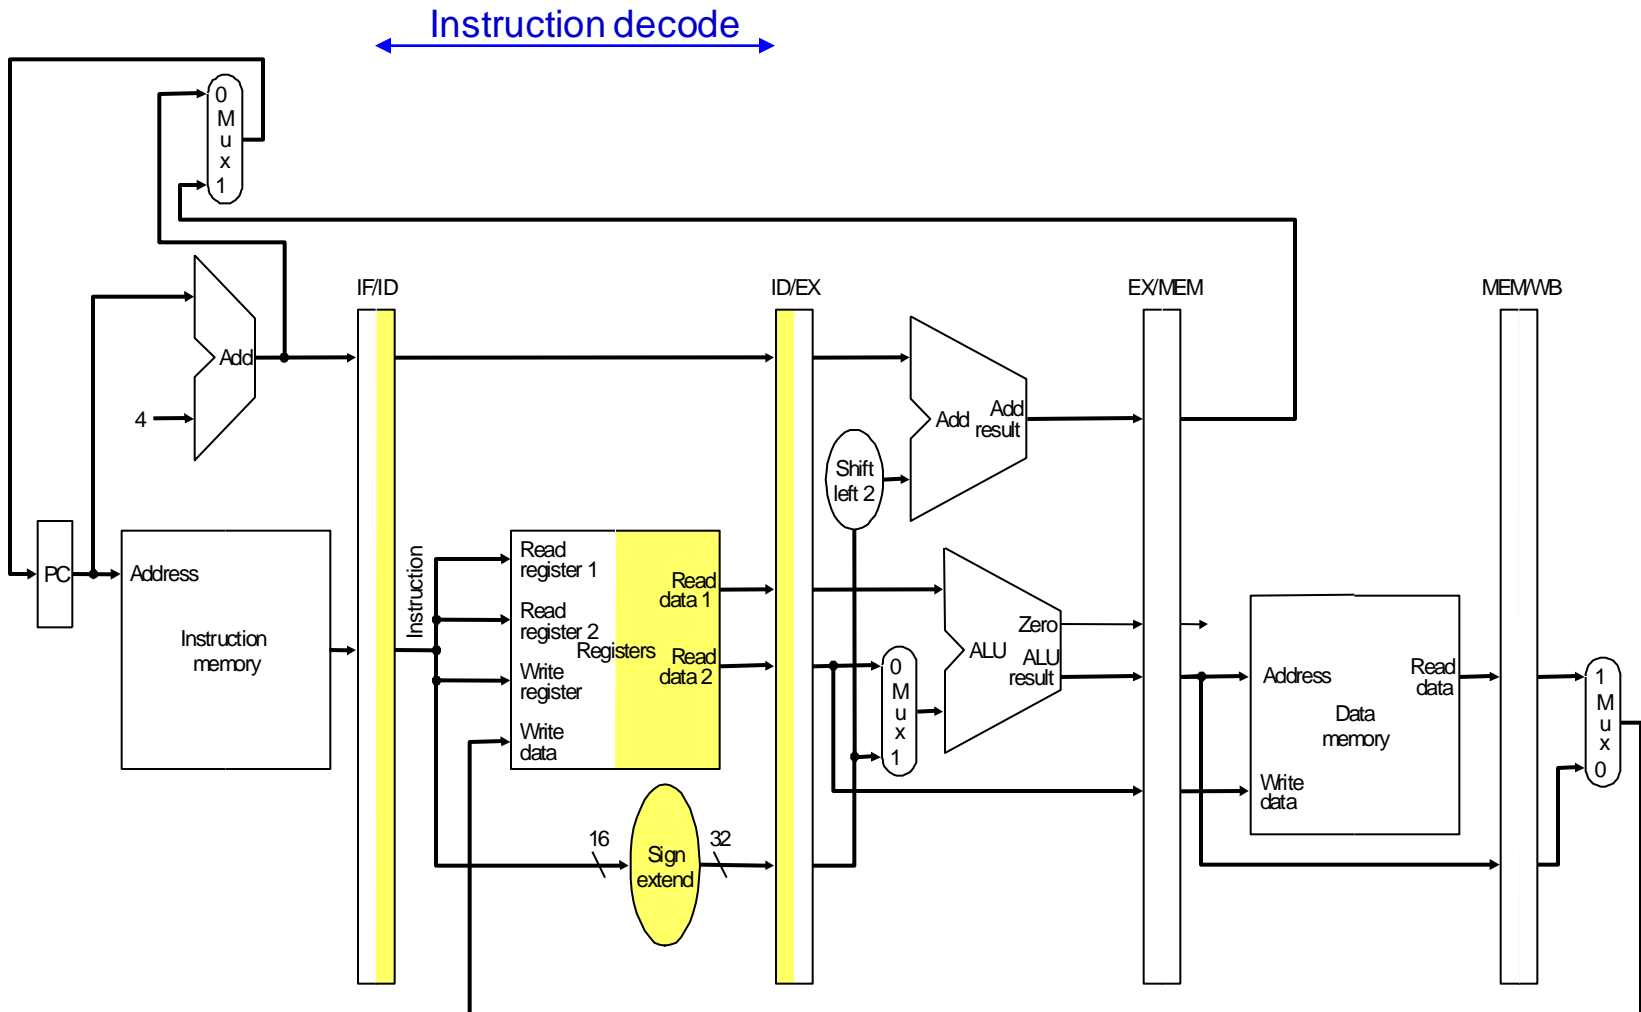 Instruction decode
0
M
u
x
1
IF/ID
ID/EX
EX/MEM
MEM/WB
Add
4
Add
Add
result
Shift
left 2
PC
Address
Instruction
memory
Instruction
Read
register 1
Read
register 2
Registers
Write
register
Write
data
Read
data 1
Read
data 2
16
Sign
extend
32
0
M
u
x
1
Zero
ALU
ALU
result
Address
Read
data
Data
memory
Write
data
1
M
u
x
0